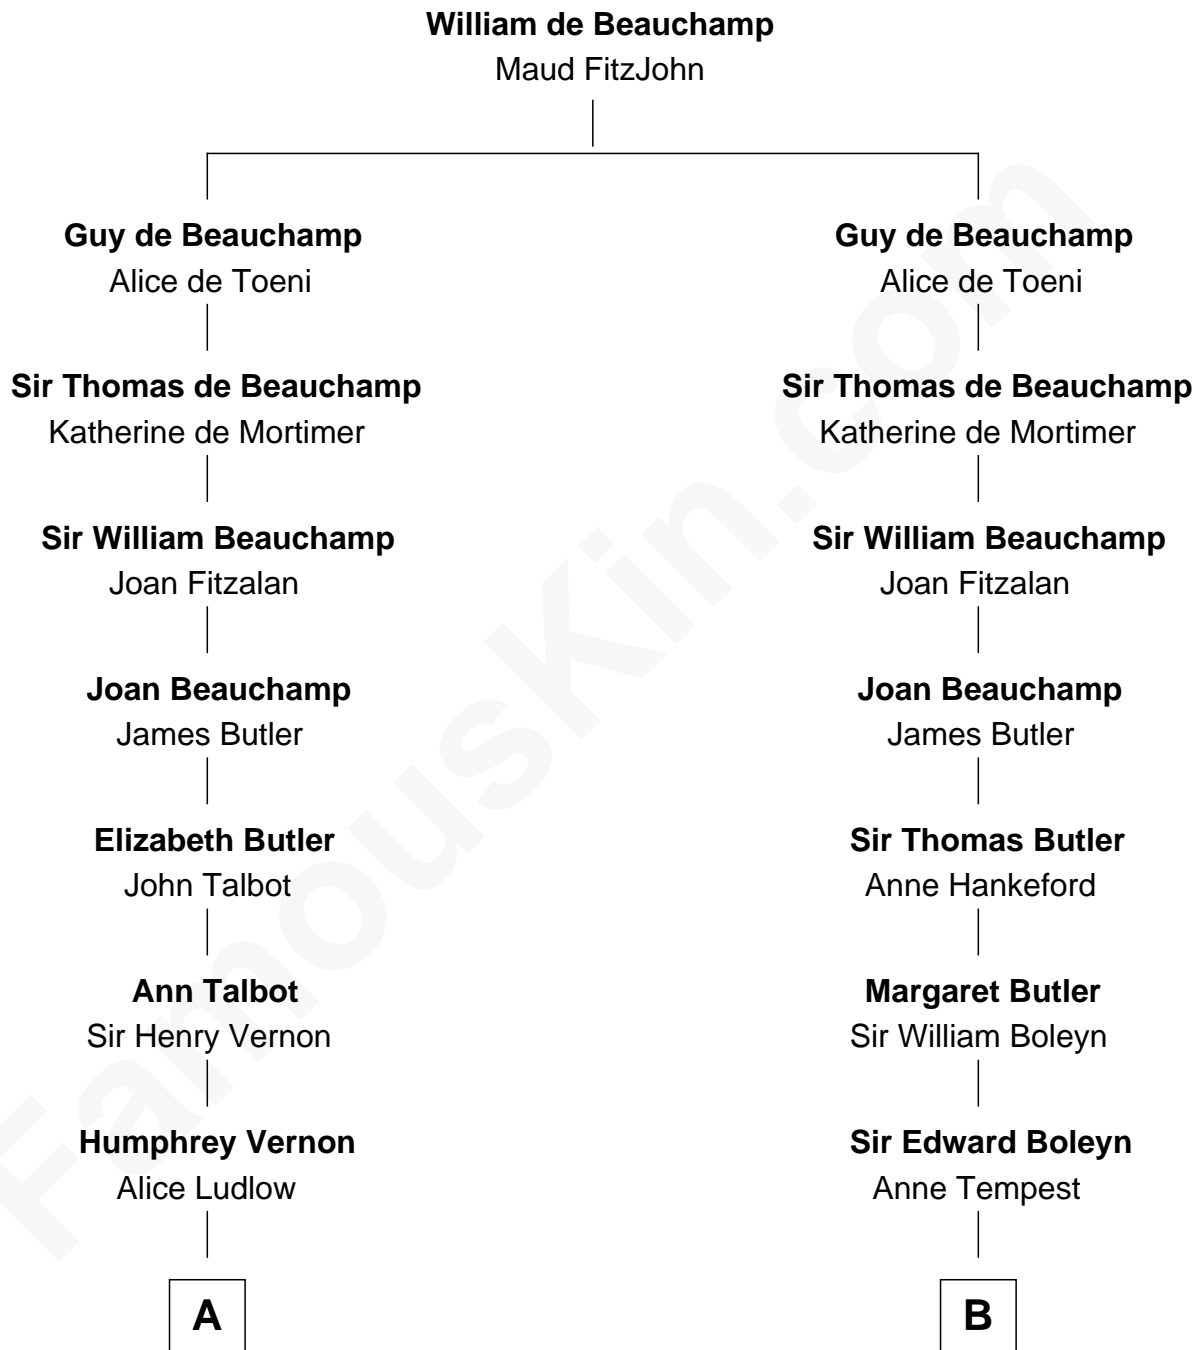 William de Beauchamp
Maud FitzJohn
Guy de Beauchamp
Alice de Toeni
Sir Thomas de Beauchamp
Katherine de Mortimer
Sir William Beauchamp
Joan Fitzalan
Joan Beauchamp
James Butler
Elizabeth Butler
John Talbot
Ann Talbot
Sir Henry Vernon
Humphrey Vernon
Alice Ludlow
A
Guy de Beauchamp
Alice de Toeni
Sir Thomas de Beauchamp
Katherine de Mortimer
Sir William Beauchamp
Joan Fitzalan
Joan Beauchamp
James Butler
Sir Thomas Butler
Anne Hankeford
Margaret Butler
Sir William Boleyn
Sir Edward Boleyn
Anne Tempest
B
FamousKin.com